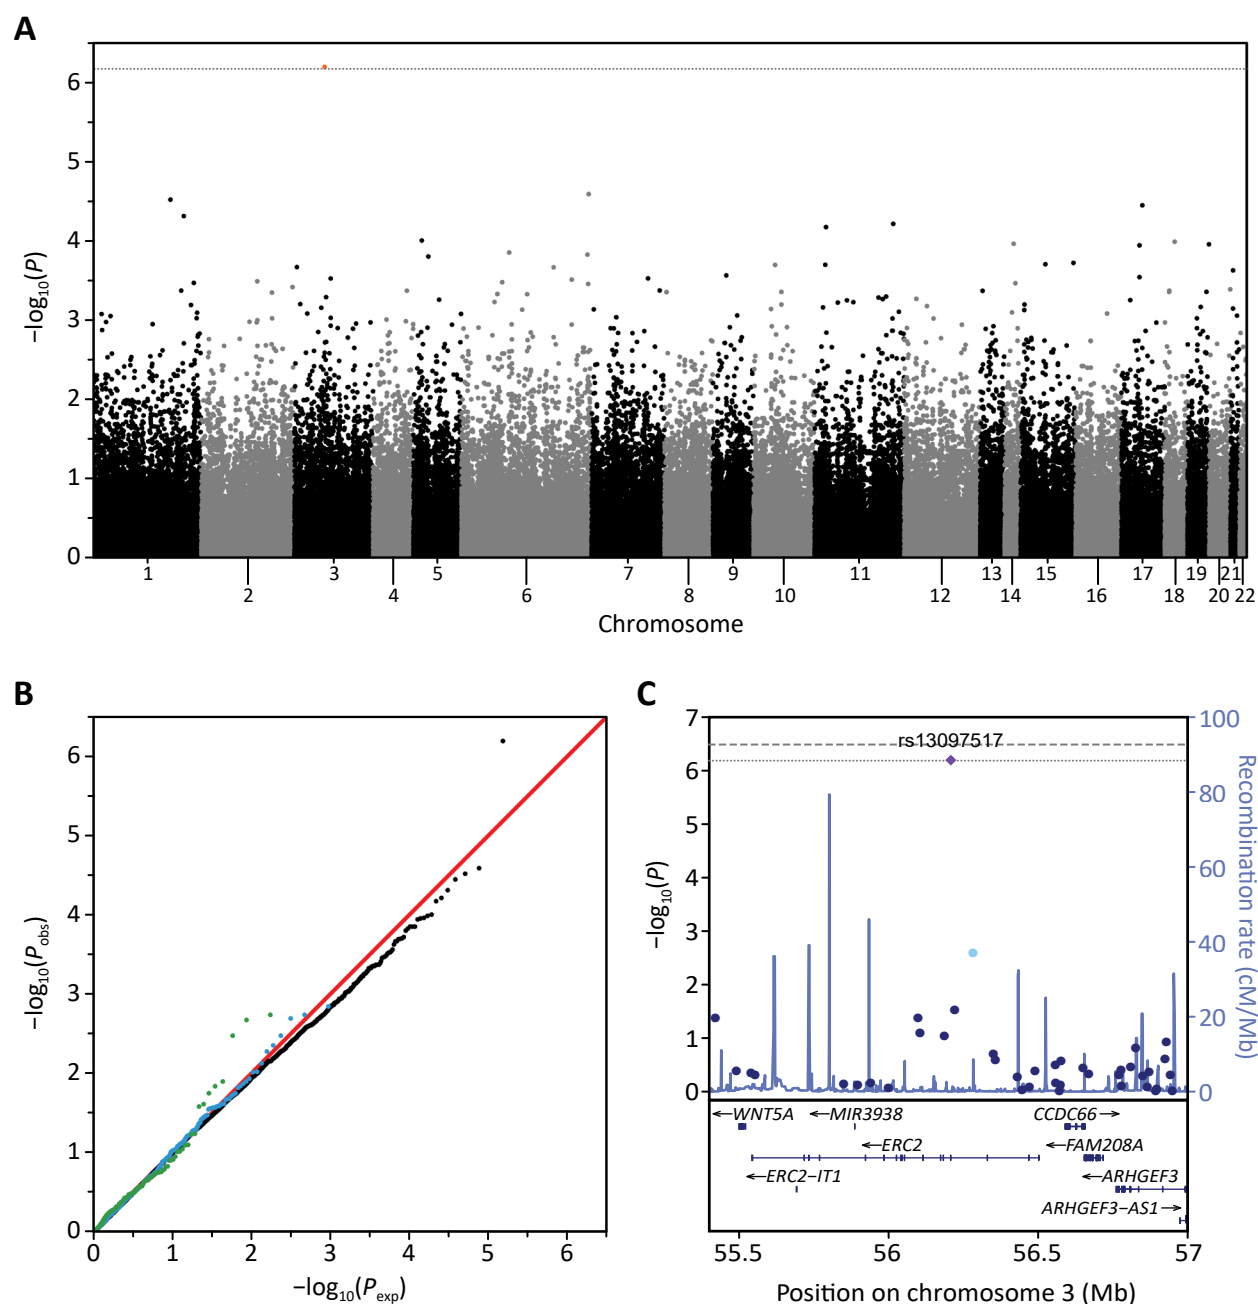 A
6
5
4
3
2
1
0
−log10(P)
1 3 5 7 9 11 13 15 17 19 21
2 4 6 8 10 12 14 16 18 20 22
Chromosome
B
6
5
4
3
2
1
0
−log10(Pobs)
0 1 2 3 4 5 6
−log10(Pexp)
C
7
6
5
4
3
2
1
0
−log10(P)
rs13097517
100
80
60
40
20
0
Recombination rate (cM/Mb)
←WNT5A ←MIR3938 CCDC66→
←ERC2 ←FAM208A
←ERC2−IT1 ←ARHGEF3
ARHGEF3−AS1→
55.5 56 56.5 57
Position on chromosome 3 (Mb)